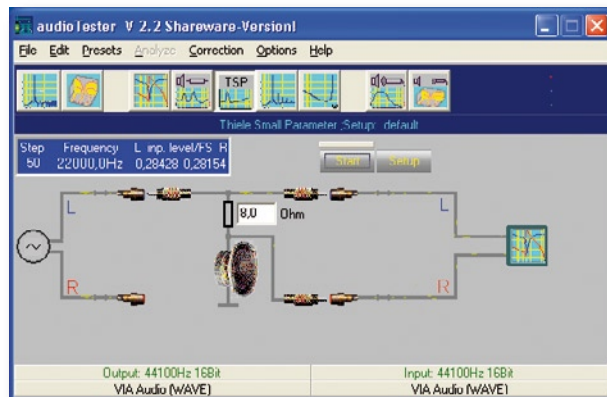 audioTester V 2.2 Shareware-Version!
File Edit Presets Analyze Correction Options Help
TSP
Thiele Small Parameter ;Setup: default
Step Frequency L inp. level/FS R
50 22000,0Hz 0,28428 0,28154
Start Setup
L L
8,0 Ohm
R R
Output: 44100Hz 16Bit Input: 44100Hz 16Bit
VIA Audio (WAVE) VIA Audio (WAVE)